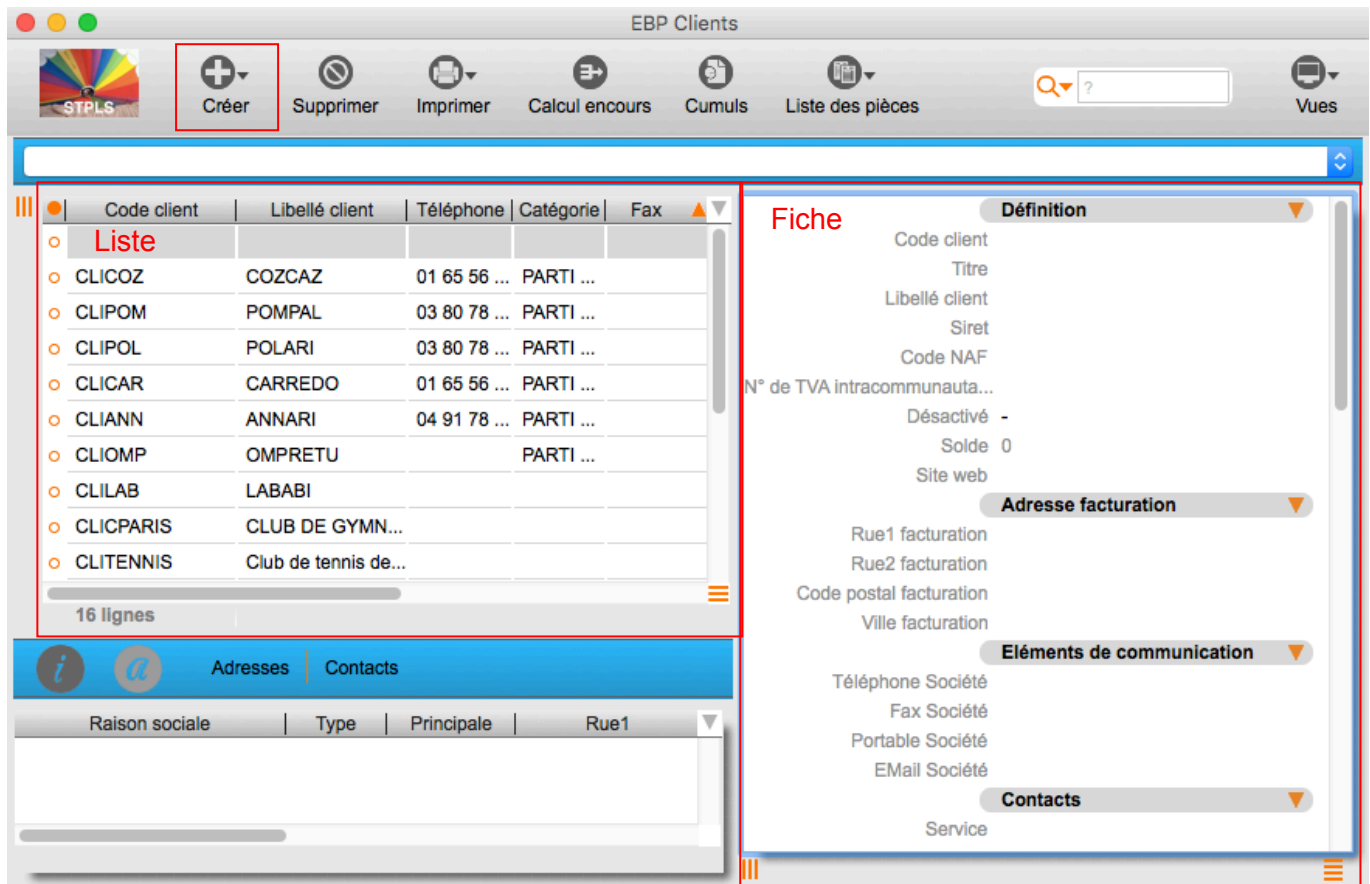 EBP Clients
STPLS
Créer
Supprimer
Imprimer
Calcul encours
Cumuls
Liste des pièces
?
Vues
Code client | Libellé client | Téléphone | Catégorie | Fax
Liste
CLICOZ COZCAZ 01 65 56 ... PARTI ...
CLIPOM POMPAL 03 80 78 ... PARTI ...
CLIPOL POLARI 03 80 78 ... PARTI ...
CLICAR CARREDO 01 65 56 ... PARTI ...
CLIANN ANNARI 04 91 78 ... PARTI ...
CLIOMP OMPRETU PARTI ...
CLILAB LABABI
CLICPARIS CLUB DE GYMN...
CLITENNIS Club de tennis de...
16 lignes
i a Adresses Contacts
Raison sociale | Type | Principale | Rue1
Fiche
Définition
Code client
Titre
Libellé client
Siret
Code NAF
N° de TVA intracommunauta...
Désactivé -
Solde 0
Site web
Adresse facturation
Rue1 facturation
Rue2 facturation
Code postal facturation
Ville facturation
Eléments de communication
Téléphone Société
Fax Société
Portable Société
EMail Société
Contacts
Service